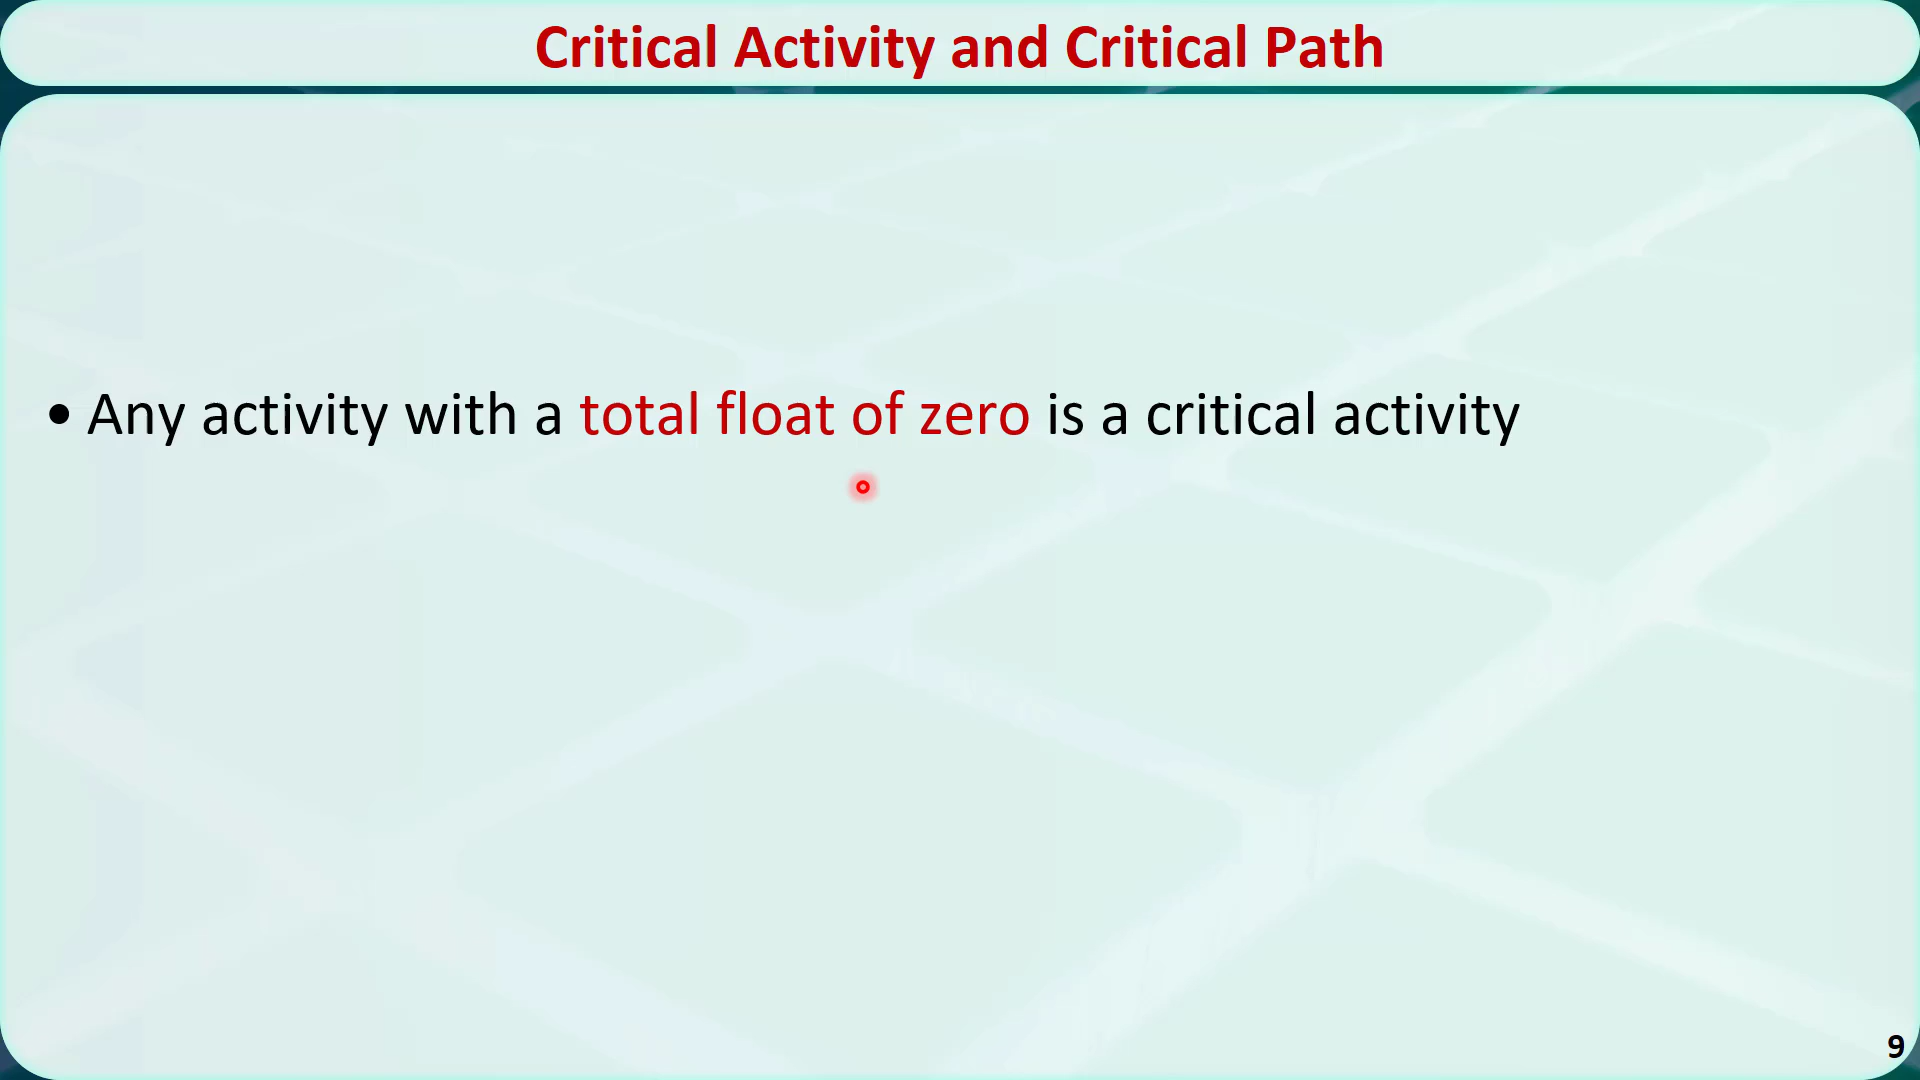 Critical Activity and Critical Path
• Any activity with a total float of zero is a critical activity
9